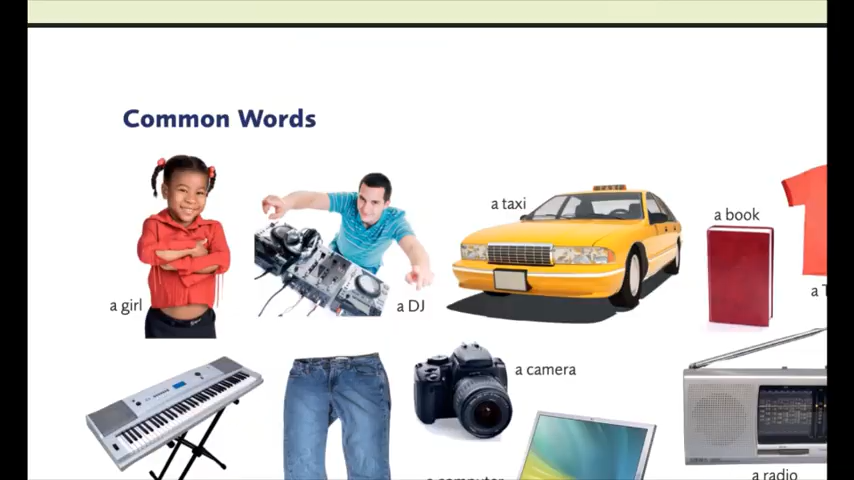 Common Words
a taxi
a book
a girl
a DJ
a camera
a radio